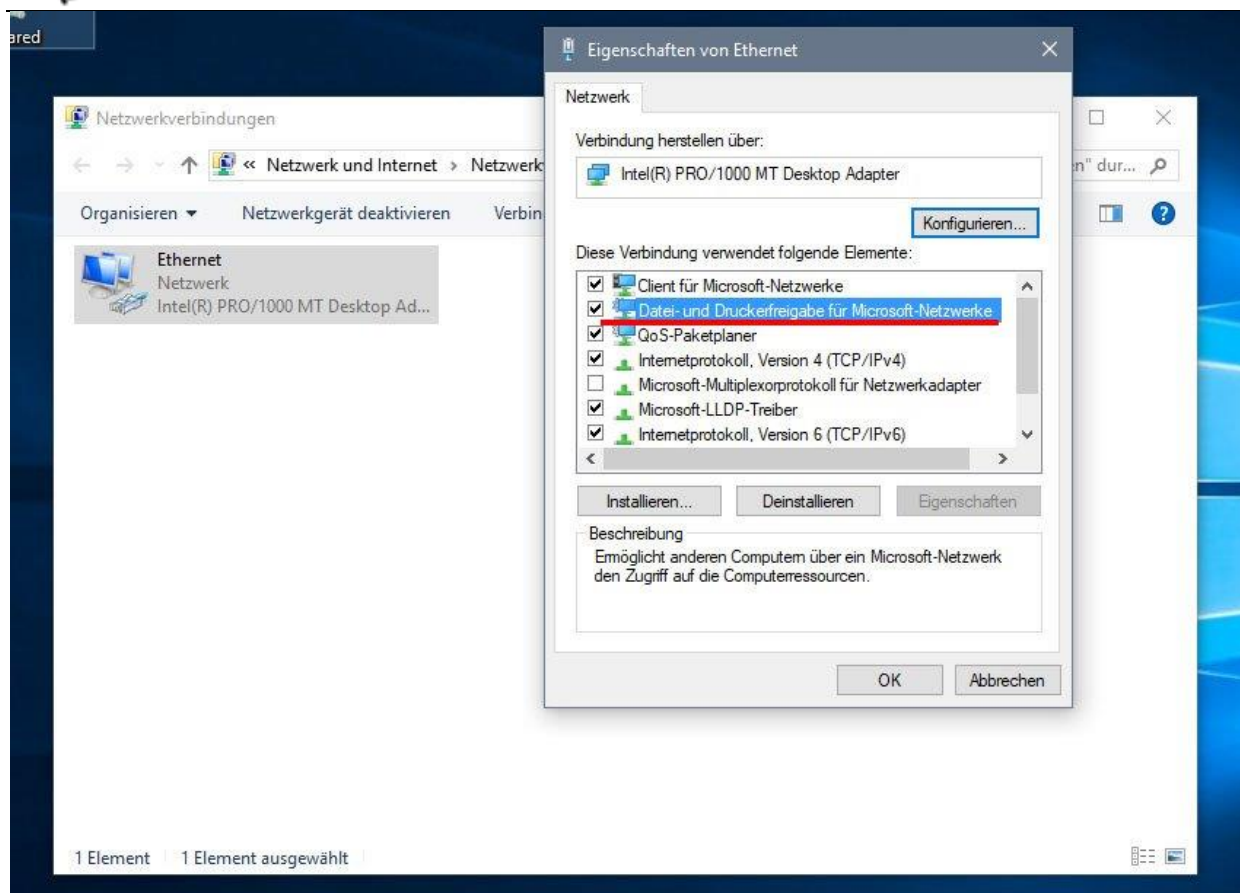 ared
Eigenschaften von Ethernet
Netzwerk
Netzwerkverbindungen
Verbindung herstellen über:
« Netzwerk und Internet › Netzwerk
Intel(R) PRO/1000 MT Desktop Adapter
en" dur...
Organisieren Netzwerkgerät deaktivieren Verbin
Konfigurieren...
Ethernet
Netzwerk
Intel(R) PRO/1000 MT Desktop Ad...
Diese Verbindung verwendet folgende Elemente:
Client für Microsoft-Netzwerke
Datei- und Druckerfreigabe für Microsoft-Netzwerke
QoS-Paketplaner
Internetprotokoll, Version 4 (TCP/IPv4)
Microsoft-Multiplexorprotokoll für Netzwerkadapter
Microsoft-LLDP-Treiber
Internetprotokoll, Version 6 (TCP/IPv6)
Installieren... Deinstallieren Eigenschaften
Beschreibung
Ermöglicht anderen Computern über ein Microsoft-Netzwerk
den Zugriff auf die Computerressourcen.
OK Abbrechen
1 Element 1 Element ausgewählt